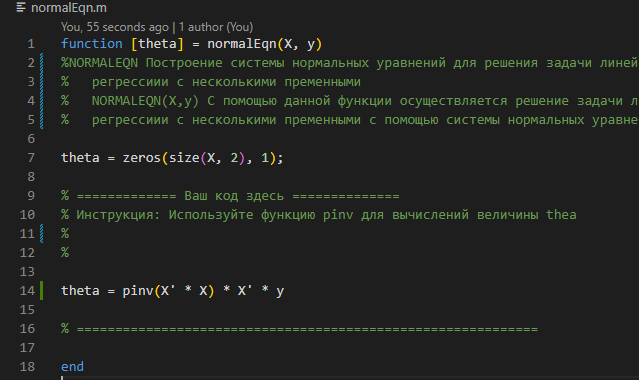 normalEqn.m
You, 55 seconds ago | 1 author (You)
1 function [theta] = normalEqn(X, y)
2 %NORMALEQN Построение системы нормальных уравнений для решения задачи линей
3 % регрессиии с несколькими пременными
4 % NORMALEQN(X,y) С помощью данной функции осуществляется решение задачи л
5 % регрессиии с несколькими пременными с помощью системы нормальных уравне
6
7 theta = zeros(size(X, 2), 1);
8
9 % ============= Ваш код здесь ==============
10 % Инструкция: Используйте функцию pinv для вычислений величины thea
11 %
12 %
13
14 theta = pinv(X' * X) * X' * y
15
16 % ============================================================
17
18 end